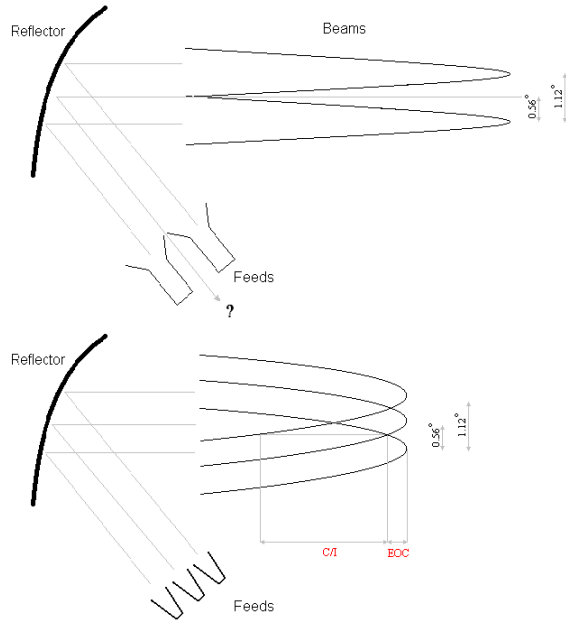 Reflector
Beams
0.56°
1.12°
Feeds
?
Reflector
0.56°
1.12°
C/I
EOC
Feeds